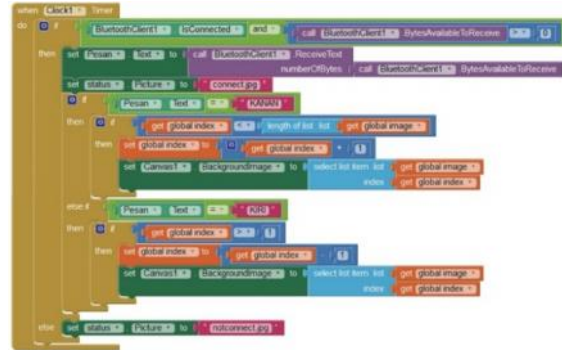 when Clock1 Timer
do if BluetoothClient1 IsConnected and call BluetoothClient1 BytesAvailableToReceive > 0
then set Pesan Text to call BluetoothClient1 ReceiveText
numberOfBytes call BluetoothClient1 BytesAvailableToReceive
set status Picture to "connect.jpg"
if Pesan Text = "KANAN"
then if get global index < length of list list get global image
then set global index to get global index + 1
set Canvas1 BackgroundImage to select list item list get global image
index get global index
else if Pesan Text = "KIRI"
then if get global index > 1
then set global index to get global index - 1
set Canvas1 BackgroundImage to select list item list get global image
index get global index
else set status Picture to "notconnect.jpg"